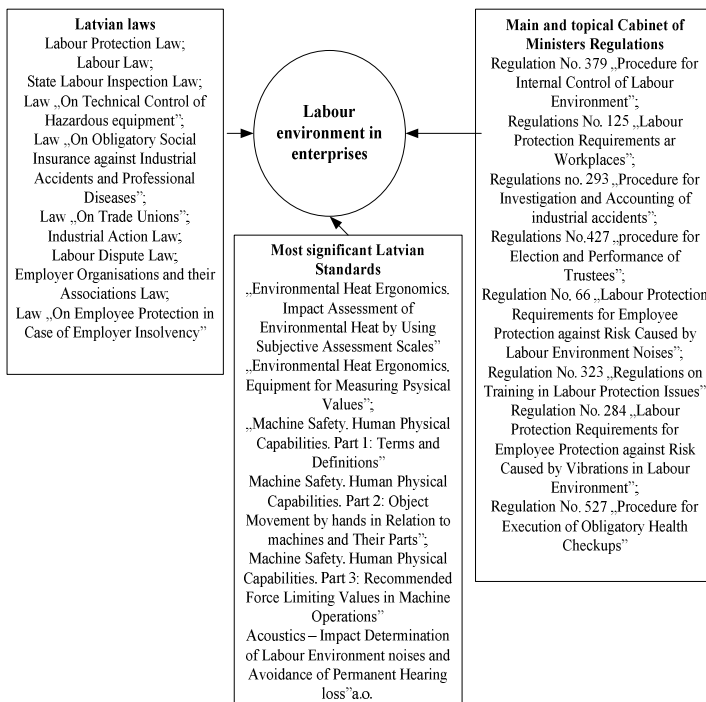 Latvian laws
Labour Protection Law;
Labour Law;
State Labour Inspection Law;
Law „On Technical Control of
Hazardous equipment”;
Law „On Obligatory Social
Insurance against Industrial
Accidents and Professional
Diseases”;
Law „On Trade Unions”;
Industrial Action Law;
Labour Dispute Law;
Employer Organisations and their
Associations Law;
Law „On Employee Protection in
Case of Employer Insolvency”
Labour
environment in
enterprises
Main and topical Cabinet of
Ministers Regulations
Regulation No. 379 „Procedure for
Internal Control of Labour
Environment”;
Regulations No. 125 „Labour
Protection Requirements ar
Workplaces”;
Regulations no. 293 „Procedure for
Investigation and Accounting of
industrial accidents”;
Regulations No.427 „procedure for
Election and Performance of
Trustees”;
Regulation No. 66 „Labour Protection
Requirements for Employee
Protection against Risk Caused by
Labour Environment Noises”;
Regulation No. 323 „Regulations on
Training in Labour Protection Issues”
Regulation No. 284 „Labour
Protection Requirements for
Employee Protection against Risk
Caused by Vibrations in Labour
Environment”;
Regulation No. 527 „Procedure for
Execution of Obligatory Health
Checkups”
Most significant Latvian
Standards
„Environmental Heat Ergonomics.
Impact Assessment of
Environmental Heat by Using
Subjective Assessment Scales”
„Environmental Heat Ergonomics.
Equipment for Measuring Psysical
Values”;
„Machine Safety. Human Physical
Capabilities. Part 1: Terms and
Definitions”
Machine Safety. Human Physical
Capabilities. Part 2: Object
Movement by hands in Relation to
machines and Their Parts”;
Machine Safety. Human Physical
Capabilities. Part 3: Recommended
Force Limiting Values in Machine
Operations”
Acoustics – Impact Determination
of Labour Environment noises and
Avoidance of Permanent Hearing
loss”a.o.